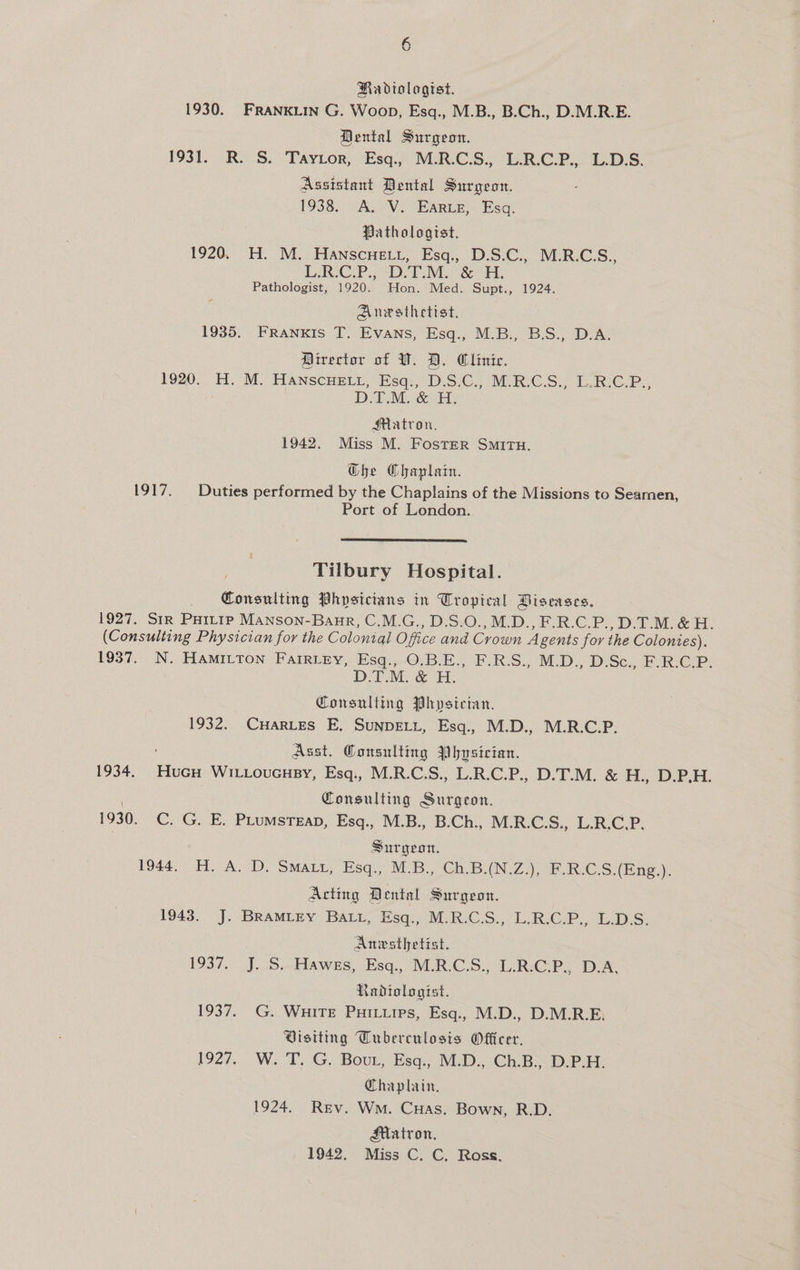 6
Radiologist.
1930. FRANKLIN G. WOOD, Esq., M.B., B.Ch., D.M.R.E.
Dental Surgeon.
1931. R. S. TAYLOR, Esq., M.R.C.S., L.R.C.P., L.D.S.
Assistant Dental Surgeon.
1938. A. V. EARLE, Esq.
Pathologist.
1920. H. M. HANSCHELL, Esq., D.S.C., M.R.C.S.,
L.R.C.P., D.T.M. & H.
Pathologist, 1920. Hon. Med. Supt., 1924.
Anæsthetist.
1935. FRANKIS T. EVANS, Esq., M.B., B.S., D.A.
Director of V. D. Clinic.
1920. H. M. HANSCHELL, Esq., D.S.C., M.R.C.S., L.R.C.P.,
D.T.M. & H.
Matron.
1942. Miss M. FOSTER SMITH.
The Chaplain.
1917. Duties performed by the Chaplains of the Missions to Seamen,
Port of London.
Tilbury Hospital.
Consulting Physicians in Tropical Diseases.
1927. SIR PHILIP MANSON-BAHR, C.M.G., D.S.O., M.D., F.R.C.P., D.T.M. & H.
(Consulting Physician for the Colonial Office and Crown Agents for the Colonies).
1937. N. HAMILTON FAIRLEY, Esq., O.B.E., F.R.S., M.D., D.Sc., F.R.C.P.
D.T.M. & H.
Consulting Physician.
1932. CHARLES E. SUNDELL, Esq., M.D., M.R.C.P.
Asst. Consulting Physician.
1934. HUGH WILLOUGHBY, Esq., M.R.C.S., L.R.C.P., D.T.M. & H., D.P.H.
Consulting Surgeon.
1930. C. G. E. PLUMSTEAD, Esq., M.B., B.Ch., M.R.C.S., L.R.C.P.
Surgeon.
1944. H. A. D. SMALL, Esq., M.B., Ch.B.(N.Z.), F.R.C.S.(Eng.).
Acting Dental Surgeon.
1943. J. BRAMLEY BALL, Esq., M.R.C.S., L.R.C.P., L.D.S.
Anæsthetist.
1937. J. S. HAWES, Esq., M.R.C.S., L.R.C.P., D.A.
Radiologist.
1937. G. WHITE PHILLIPS, Esq., M.D., D.M.R.E.
Visiting Tuberculosis Officer.
1927. W. T. G. BOUL, Esq., M.D., Ch.B., D.P.H.
Chaplain.
1924. REV. WM. CHAS. BOWN, R.D.
Matron.
1942. Miss C. C. ROSS.